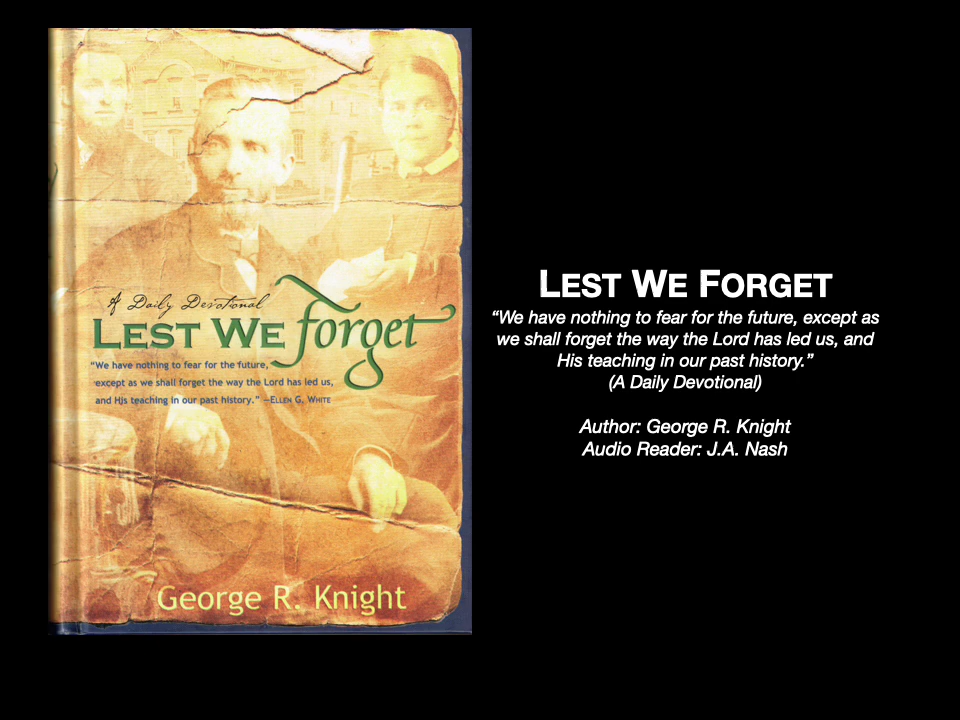 A Daily Devotional
LEST WE forget
“We have nothing to fear for the future,
except as we shall forget the way the Lord has led us,
and His teaching in our past history.” —ELLEN G. WHITE
George R. Knight
LEST WE FORGET
“We have nothing to fear for the future, except as
we shall forget the way the Lord has led us, and
His teaching in our past history.”
(A Daily Devotional)
Author: George R. Knight
Audio Reader: J.A. Nash